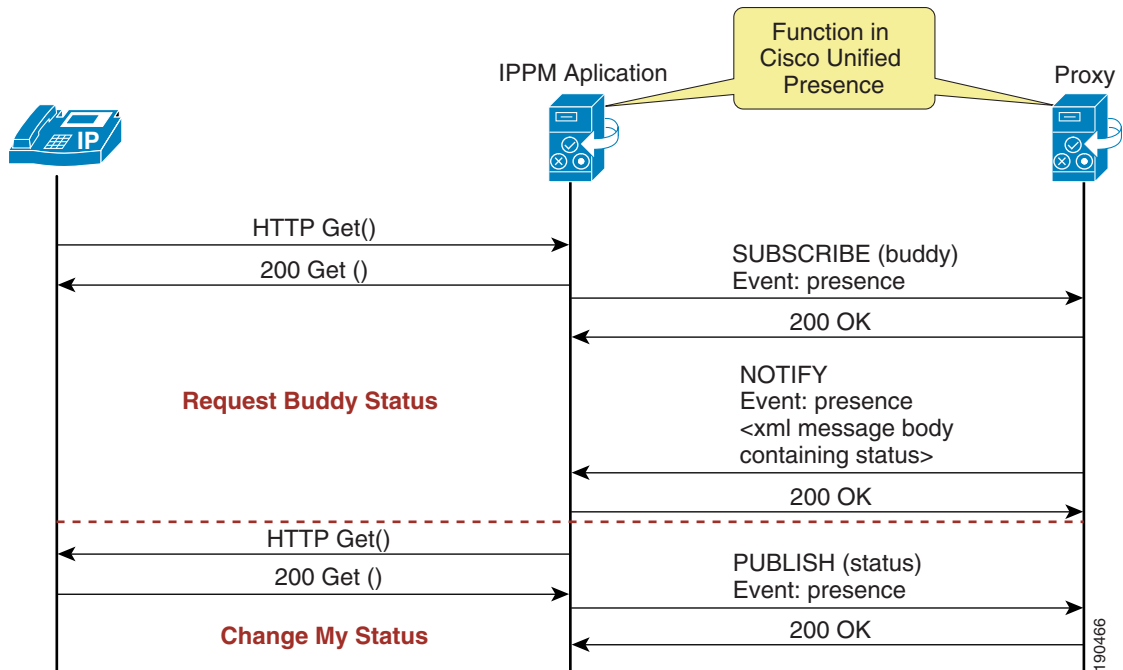 Function in
Cisco Unified
Presence
IPPM Aplication
Proxy
IP
HTTP Get()
200 Get ()
SUBSCRIBE (buddy)
Event: presence
200 OK
Request Buddy Status
NOTIFY
Event: presence
<xml message body
containing status>
200 OK
HTTP Get()
200 Get ()
PUBLISH (status)
Event: presence
Change My Status
200 OK
190466